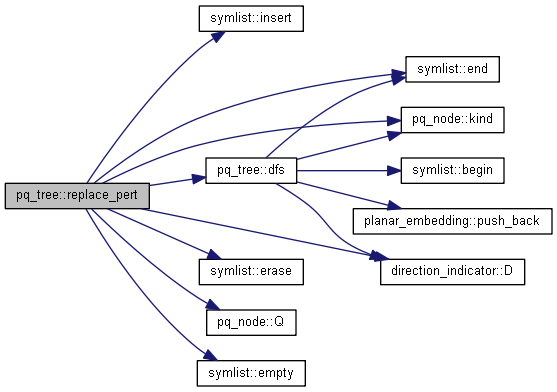 symlist::insert
symlist::end
pq_node::kind
pq_tree::dfs
symlist::begin
pq_tree::replace_pert
planar_embedding::push_back
symlist::erase
direction_indicator::D
pq_node::Q
symlist::empty